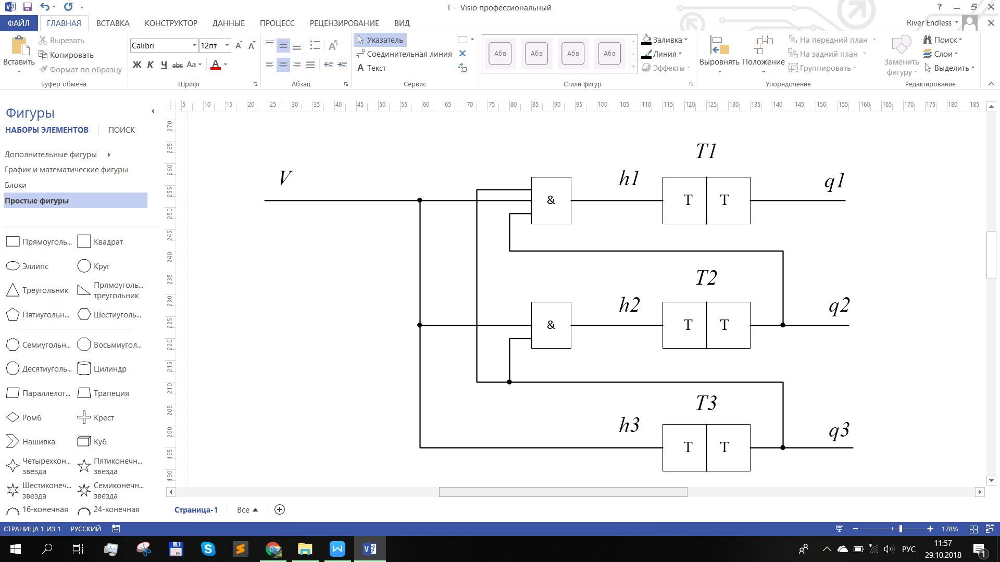 T - Visio профессиональный
ФАЙЛ ГЛАВНАЯ ВСТАВКА КОНСТРУКТОР ДАННЫЕ ПРОЦЕСС РЕЦЕНЗИРОВАНИЕ ВИД
River Endless
Вставить
Вырезать
Копировать
Формат по образцу
Буфер обмена
Calibri 12пт
Ж К Ч abc Aa A
Шрифт
Абзац
Указатель
Соединительная линия
A Текст
Сервис
Абв Абв Абв Абв
Стили фигур
Заливка
Линия
Эффекты
Выровнять Положение
На передний план
На задний план
Группировать
Упорядочение
Заменить
фигуру
Поиск
Слои
Выделить
Редактирование
Фигуры
НАБОРЫ ЭЛЕМЕНТОВ ПОИСК
Дополнительные фигуры
График и математические фигуры
Блоки
Простые фигуры
Прямоуголь... Квадрат
Эллипс Круг
Треугольник Прямоуголь...
треугольник
Пятиугольн... Шестиуголь...
Семиугольн... Восьмиугол...
Десятиуголь... Цилиндр
Параллелог... Трапеция
Ромб Крест
Нашивка Куб
Четырехкон... Пятиконечн...
звезда звезда
Шестиконеч... Семиконечн...
звезда звезда
16-конечная 24-конечная
5 10 15 20 25 30 35 40 45 50 55 60 65 70 75 80 85 90 95 100 105 110 115 120 125 130 135 140 145 150 155 160 165 170 175 180 185
270
265
260
255
250
245
240
235
230
225
220
215
210
205
200
195
190
T1
V h1 q1
& T T
T2
h2 q2
& T T
T3
h3 q3
T T
Страница-1 Все
СТРАНИЦА 1 ИЗ 1 РУССКИЙ
178%
64
РУС
11:57
29.10.2018
1